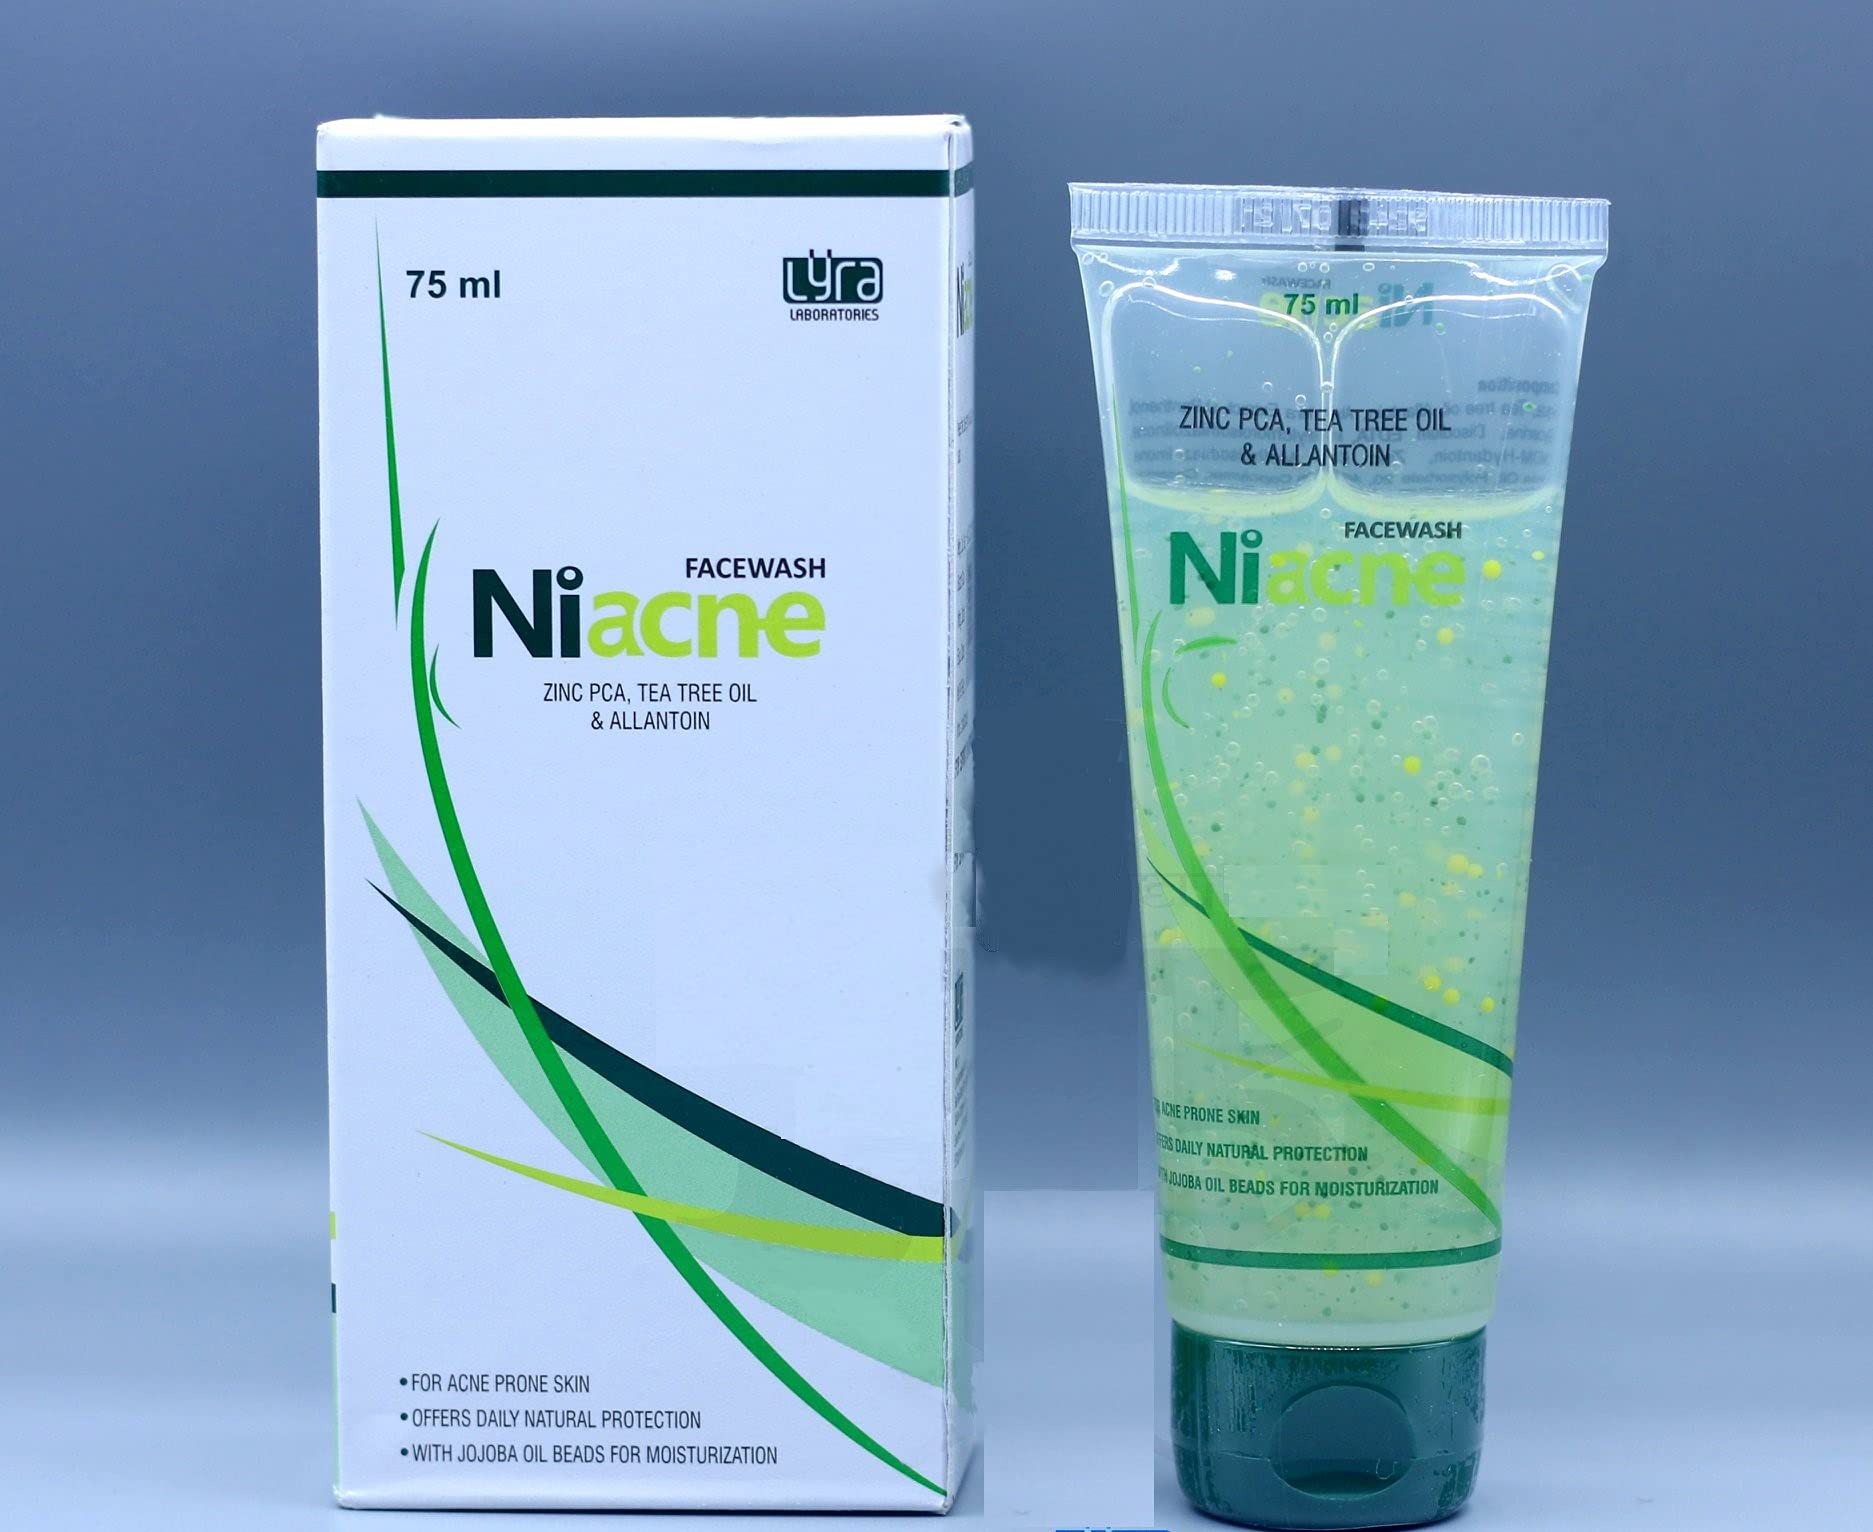 75 ml
Lyra
LABORATORIES
FACEWASH
Niacne
ZINC PCA, TEA TREE OIL
& ALLANTOIN
• FOR ACNE PRONE SKIN
• OFFERS DAILY NATURAL PROTECTION
• WITH JOJOBA OIL BEADS FOR MOISTURIZATION
75 ml
ZINC PCA, TEA TREE OIL
& ALLANTOIN
FACEWASH
Niacne
ACNE PRONE SKIN
DAILY NATURAL PROTECTION
JOJOBA OIL BEADS FOR MOISTURIZATION